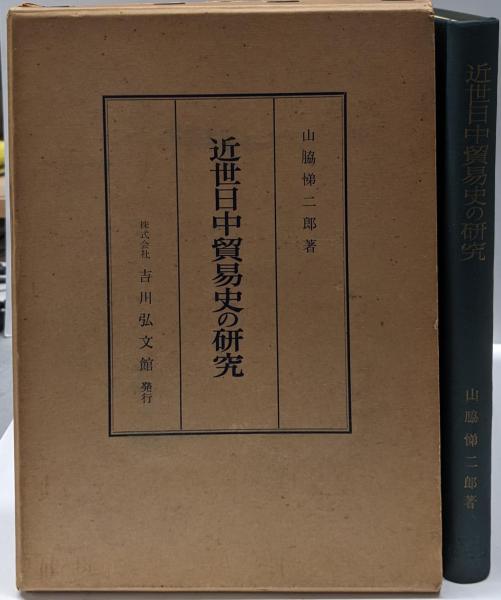 山脇悌二郎著
近世日中貿易史の研究
株式会社 吉川弘文館 発行
近世日中貿易史の研究
山脇悌二郎著